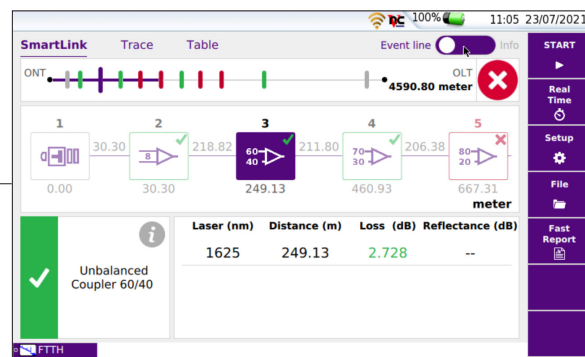 DC 100% 11:05 23/07/2021
SmartLink Trace Table Event line Info
START
ONT OLT
4590.80 meter
Real
Time
1 2 3 4 5
30.30 218.82 211.80 206.38
8 60 40 70 30 80 20
Setup
0.00 30.30 249.13 460.93 667.31
meter
File
Laser (nm) Distance (m) Loss (dB) Reflectance (dB)
1625 249.13 2.728 --
i
Unbalanced
Coupler 60/40
Fast
Report
FTTH